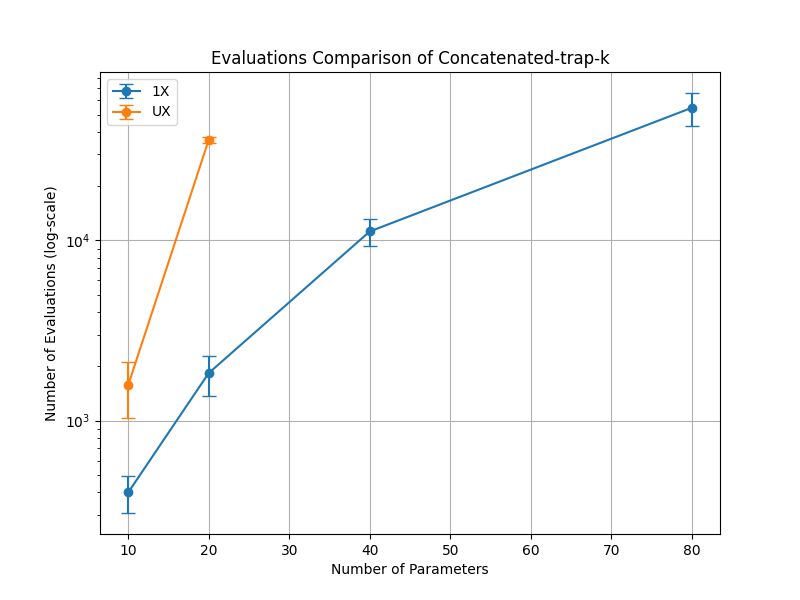 Evaluations Comparison of Concatenated-trap-k
1X
UX
Number of Evaluations (log-scale)
10⁴
10³
10 20 30 40 50 60 70 80
Number of Parameters